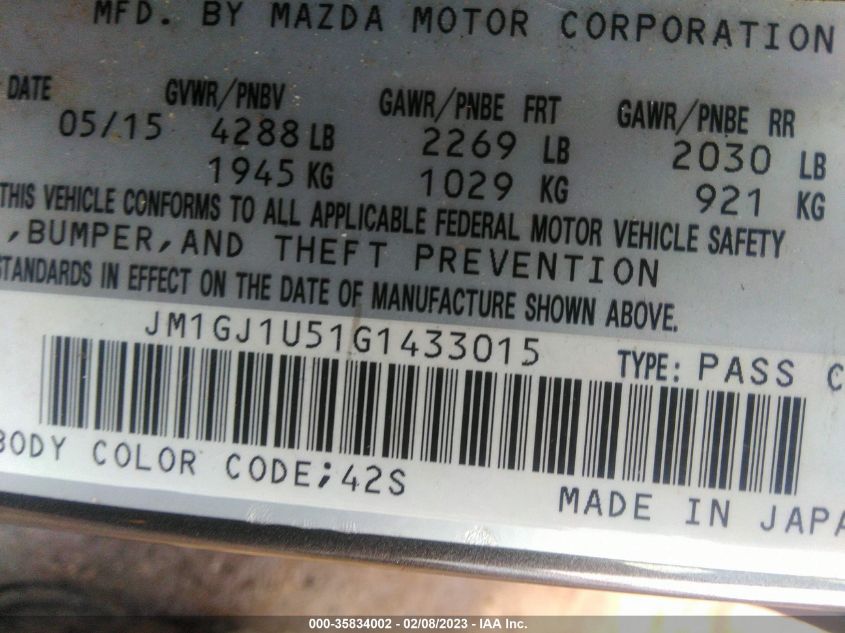 MFD. BY MAZDA MOTOR CORPORATION
DATE GVWR/PNBV GAWR/PNBE FRT GAWR/PNBE RR
05/15 4288 LB 2269 LB 2030 LB
1945 KG 1029 KG 921 KG
THIS VEHICLE CONFORMS TO ALL APPLICABLE FEDERAL MOTOR VEHICLE SAFETY
,BUMPER,AND THEFT PREVENTION
STANDARDS IN EFFECT ON THE DATE OF MANUFACTURE SHOWN ABOVE.
JM1GJ1U51G1433015 TYPE: PASS C
BODY COLOR CODE;42S
MADE IN JAPA
000-35834002 - 02/08/2023 - IAA Inc.